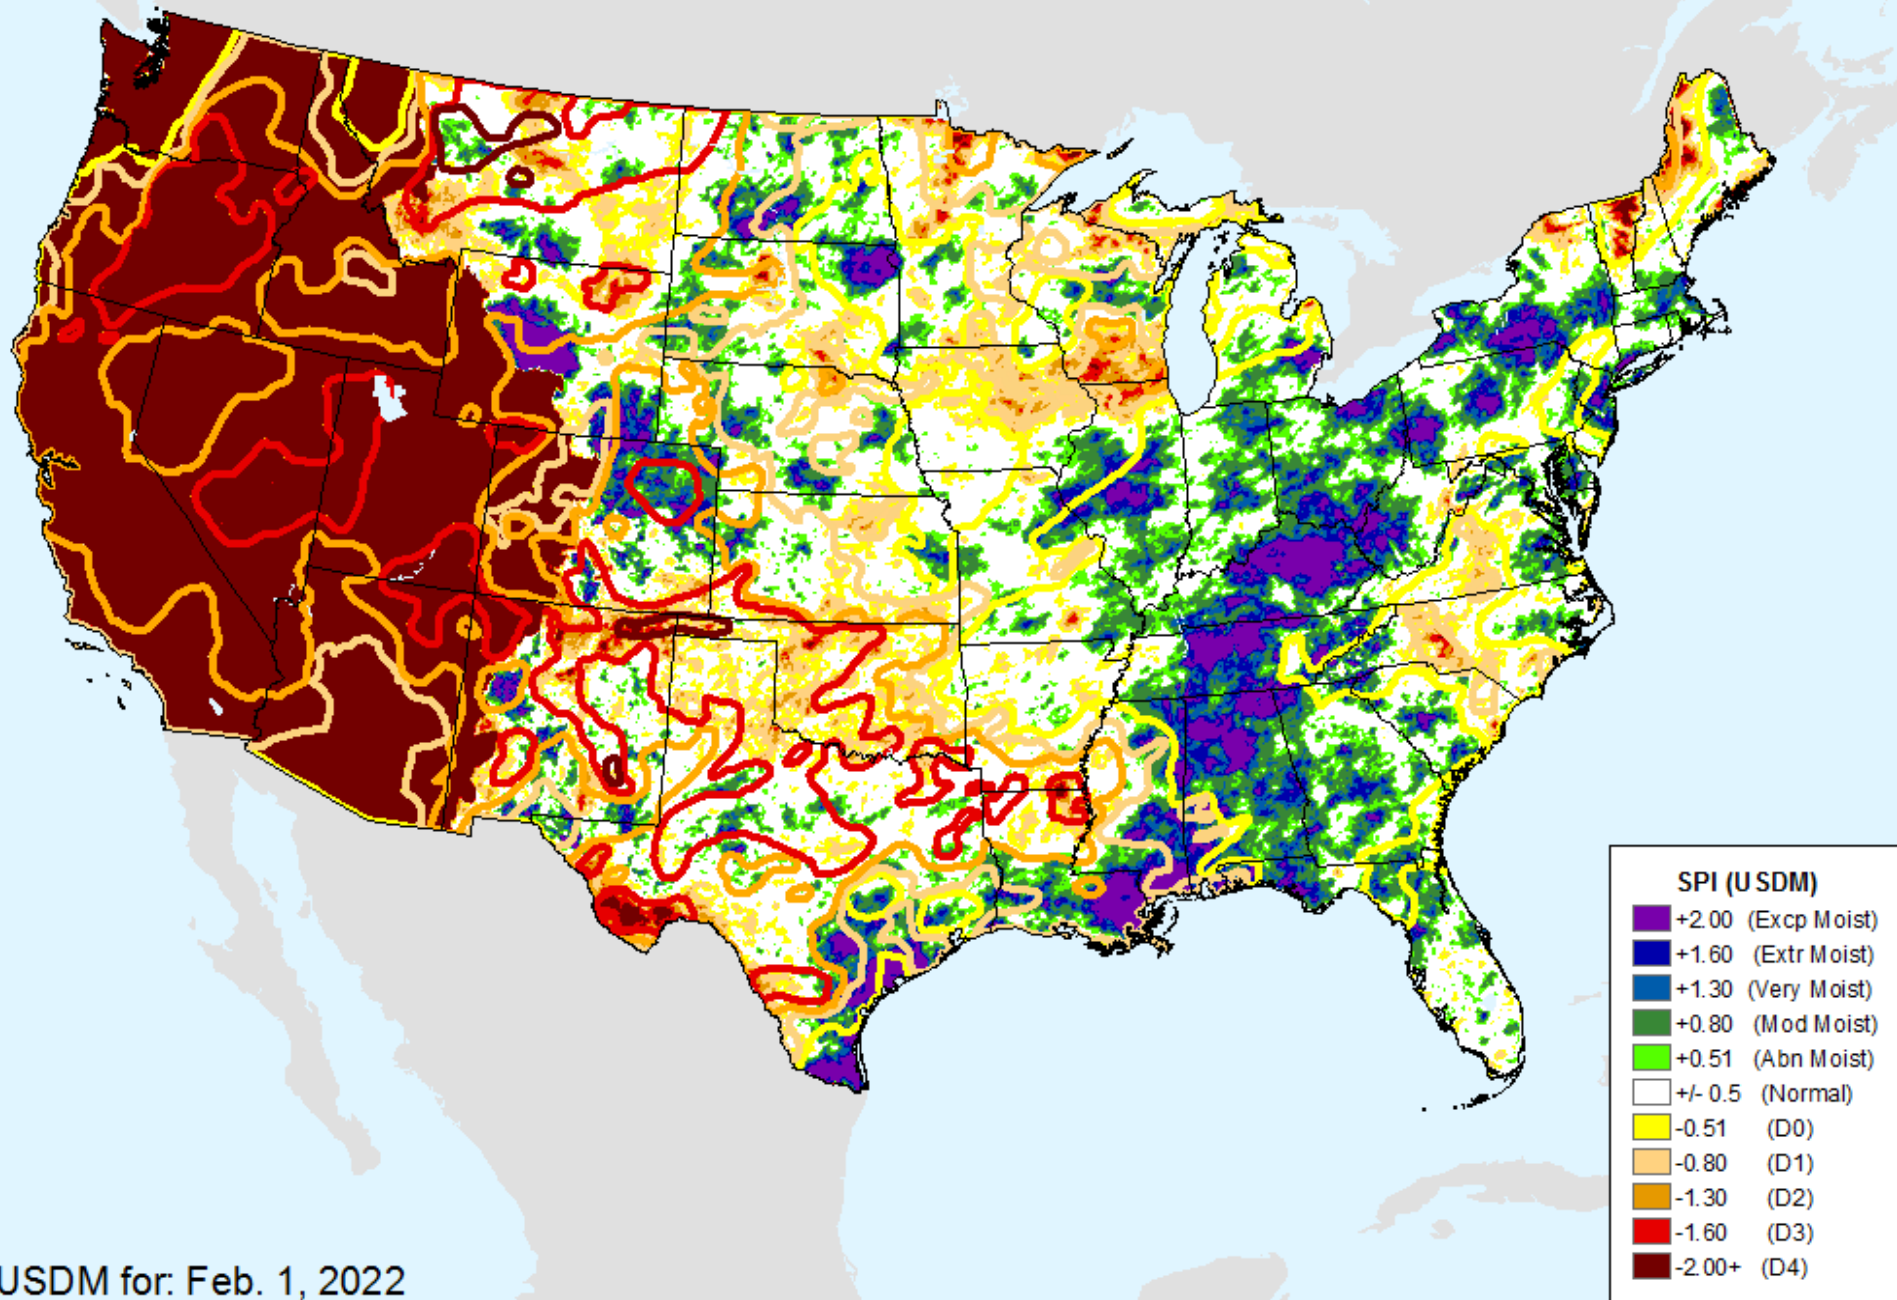 SPI (USDM)
+2.00 (Excp Moist)
+1.60 (Extr Moist)
+1.30 (Very Moist)
+0.80 (Mod Moist)
+0.51 (Abn Moist)
+/- 0.5 (Normal)
-0.51 (D0)
-0.80 (D1)
-1.30 (D2)
-1.60 (D3)
-2.00+ (D4)
USDM for: Feb. 1, 2022